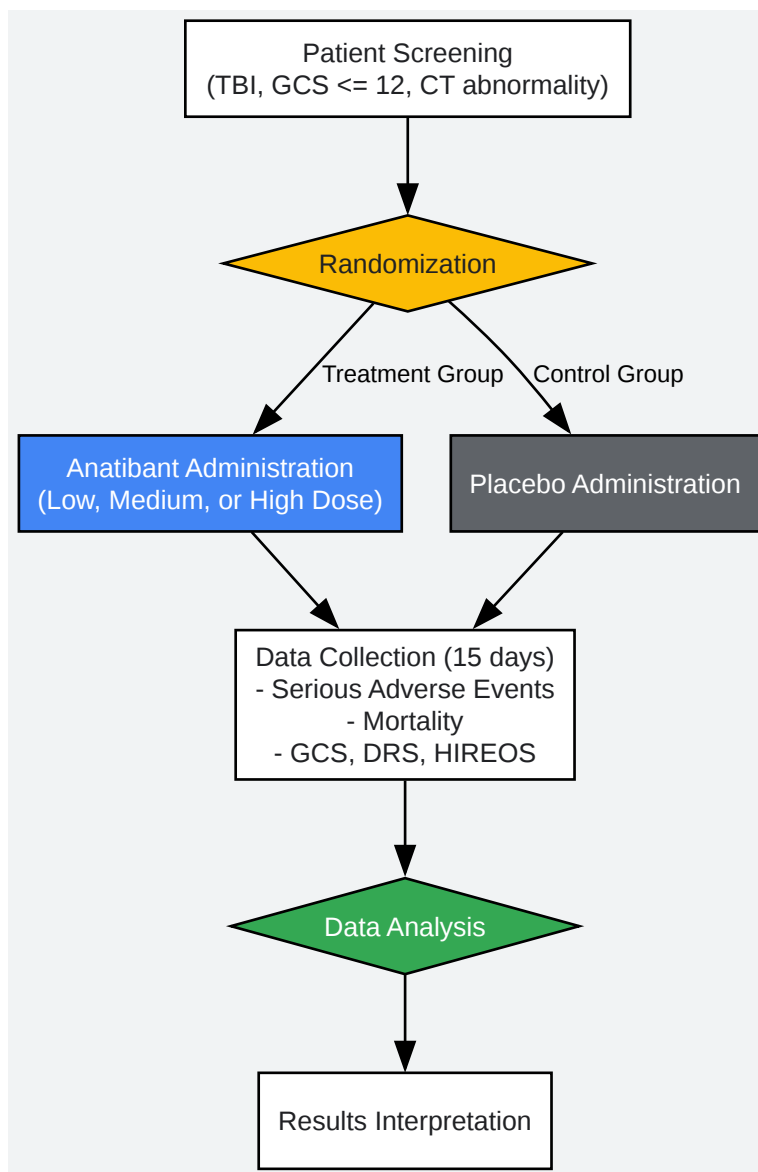 Patient Screening
(TBI, GCS <= 12, CT abnormality)
Randomization
Treatment Group
Control Group
Anatibant Administration
(Low, Medium, or High Dose)
Placebo Administration
Data Collection (15 days)
- Serious Adverse Events
- Mortality
- GCS, DRS, HIREOS
Data Analysis
Results Interpretation